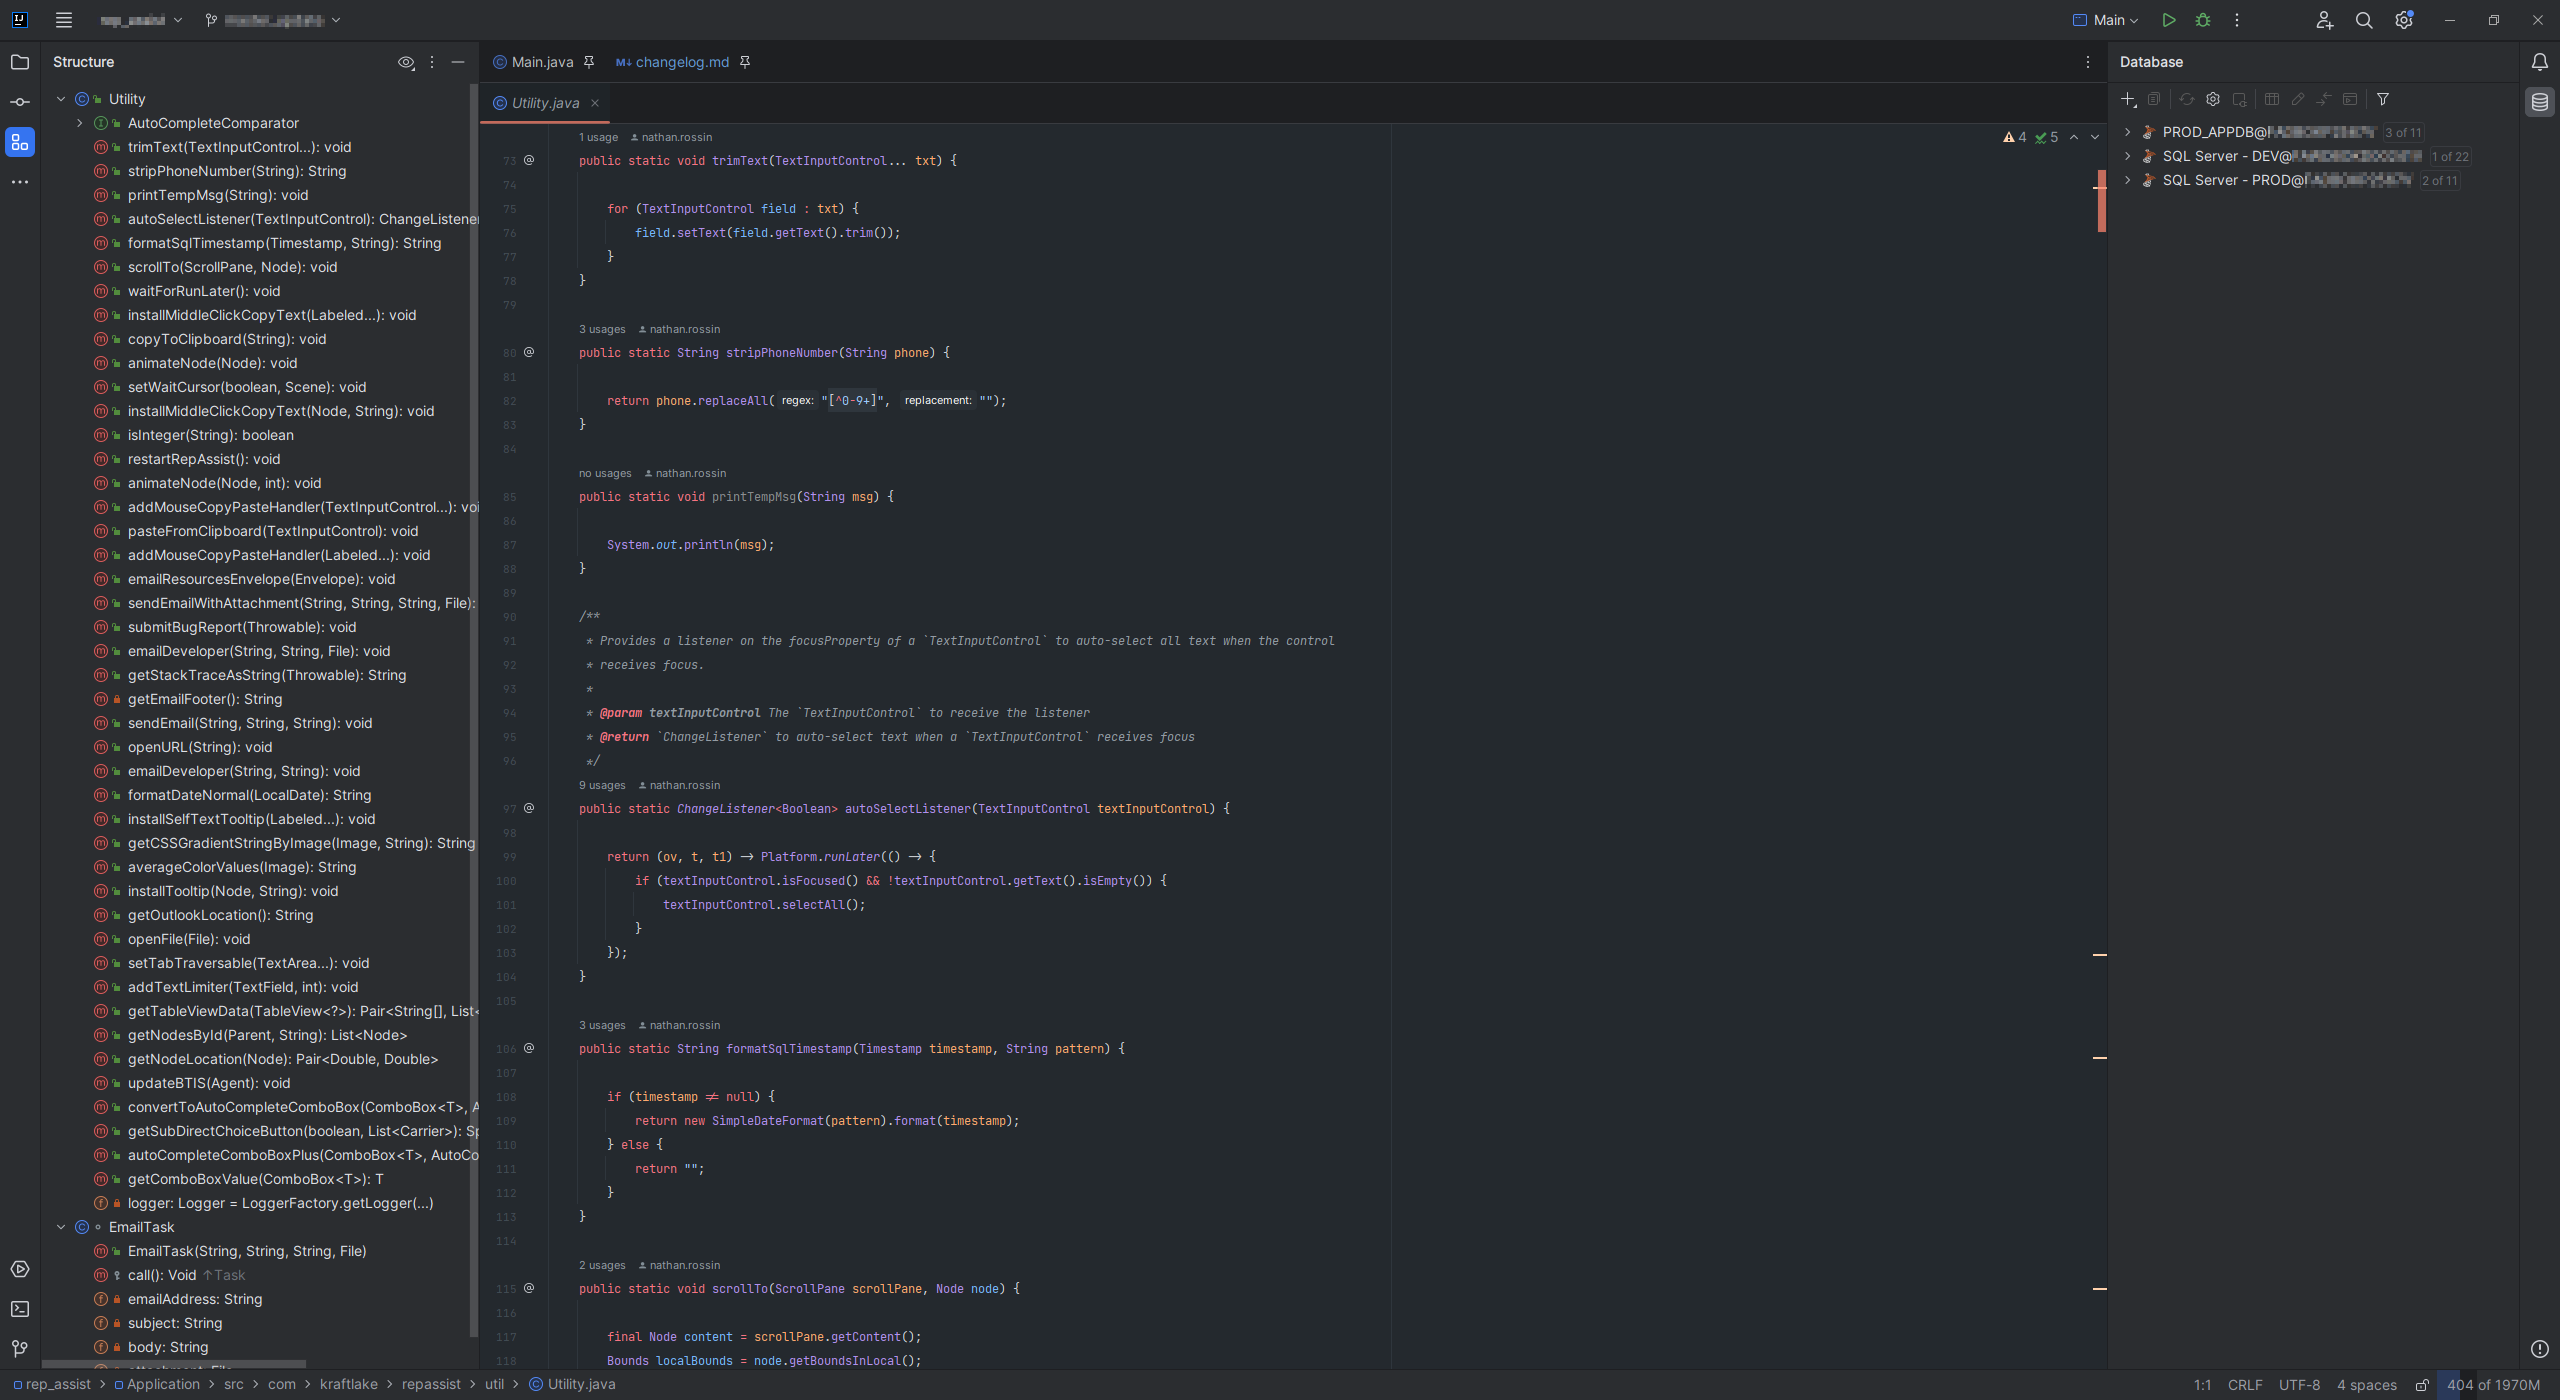 Main
Structure
Main.java
changelog.md
Database
Utility.java
Utility
AutoCompleteComparator
trimText(TextInputControl...): void
stripPhoneNumber(String): String
printTempMsg(String): void
autoSelectListener(TextInputControl): ChangeListener
formatSqlTimestamp(Timestamp, String): String
scrollTo(ScrollPane, Node): void
waitForRunLater(): void
installMiddleClickCopyText(Labeled...): void
copyToClipboard(String): void
animateNode(Node): void
setWaitCursor(boolean, Scene): void
installMiddleClickCopyText(Node, String): void
isInteger(String): boolean
restartRepAssist(): void
animateNode(Node, int): void
addMouseCopyPasteHandler(TextInputControl...): voi
pasteFromClipboard(TextInputControl): void
addMouseCopyPasteHandler(Labeled...): void
emailResourcesEnvelope(Envelope): void
sendEmailWithAttachment(String, String, String, File):
submitBugReport(Throwable): void
emailDeveloper(String, String, File): void
getStackTraceAsString(Throwable): String
getEmailFooter(): String
sendEmail(String, String, String): void
openURL(String): void
emailDeveloper(String, String): void
formatDateNormal(LocalDate): String
installSelfTextTooltip(Labeled...): void
getCSSGradientStringByImage(Image, String): String
averageColorValues(Image): String
installTooltip(Node, String): void
getOutlookLocation(): String
openFile(File): void
setTabTraversable(TextArea...): void
addTextLimiter(TextField, int): void
getTableViewData(TableView<?>): Pair<String[], List<
getNodesById(Parent, String): List<Node>
getNodeLocation(Node): Pair<Double, Double>
updateBTIS(Agent): void
convertToAutoCompleteComboBox(ComboBox<T>, A
getSubDirectChoiceButton(boolean, List<Carrier>): Sp
autoCompleteComboBoxPlus(ComboBox<T>, AutoCo
getComboBoxValue(ComboBox<T>): T
logger: Logger = LoggerFactory.getLogger(...)
EmailTask
EmailTask(String, String, String, File)
call(): Void ↑Task
emailAddress: String
subject: String
body: String
1 usage nathan.rossin
4 5
73 @ public static void trimText(TextInputControl... txt) {
74
75 for (TextInputControl field : txt) {
76 field.setText(field.getText().trim());
77 }
78 }
79
3 usages nathan.rossin
80 @ public static String stripPhoneNumber(String phone) {
81
82 return phone.replaceAll( regex: "[^0-9+]", replacement: "");
83 }
84
no usages nathan.rossin
85 public static void printTempMsg(String msg) {
86
87 System.out.println(msg);
88 }
89
90 /**
91 * Provides a listener on the focusProperty of a `TextInputControl` to auto-select all text when the control
92 * receives focus.
93 *
94 * @param textInputControl The `TextInputControl` to receive the listener
95 * @return `ChangeListener` to auto-select text when a `TextInputControl` receives focus
96 */
9 usages nathan.rossin
97 @ public static ChangeListener<Boolean> autoSelectListener(TextInputControl textInputControl) {
98
99 return (ov, t, t1) -> Platform.runLater(() -> {
100 if (textInputControl.isFocused() && !textInputControl.getText().isEmpty()) {
101 textInputControl.selectAll();
102 }
103 });
104 }
105
3 usages nathan.rossin
106 @ public static String formatSqlTimestamp(Timestamp timestamp, String pattern) {
107
108 if (timestamp != null) {
109 return new SimpleDateFormat(pattern).format(timestamp);
110 } else {
111 return "";
112 }
113 }
114
2 usages nathan.rossin
115 @ public static void scrollTo(ScrollPane scrollPane, Node node) {
116
117 final Node content = scrollPane.getContent();
118 Bounds localBounds = node.getBoundsInLocal();
PROD_APPDB@ 3 of 11
SQL Server - DEV@ 1 of 22
SQL Server - PROD@ 2 of 11
rep_assist > Application > src > com > kraftlake > repassist > util > Utility.java
1:1 CRLF UTF-8 4 spaces 404 of 1970M